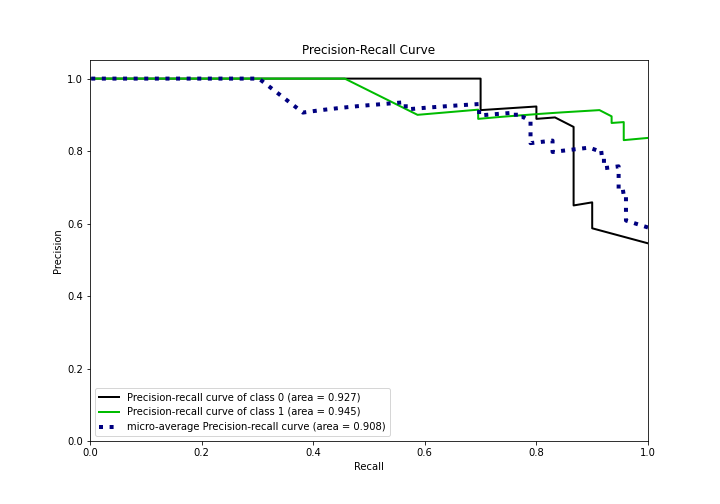 Precision-Recall Curve
1.0
0.8
0.6
0.4
0.2
0.0
Precision
Precision-recall curve of class 0 (area = 0.927)
Precision-recall curve of class 1 (area = 0.945)
micro-average Precision-recall curve (area = 0.908)
0.0 0.2 0.4 0.6 0.8 1.0
Recall